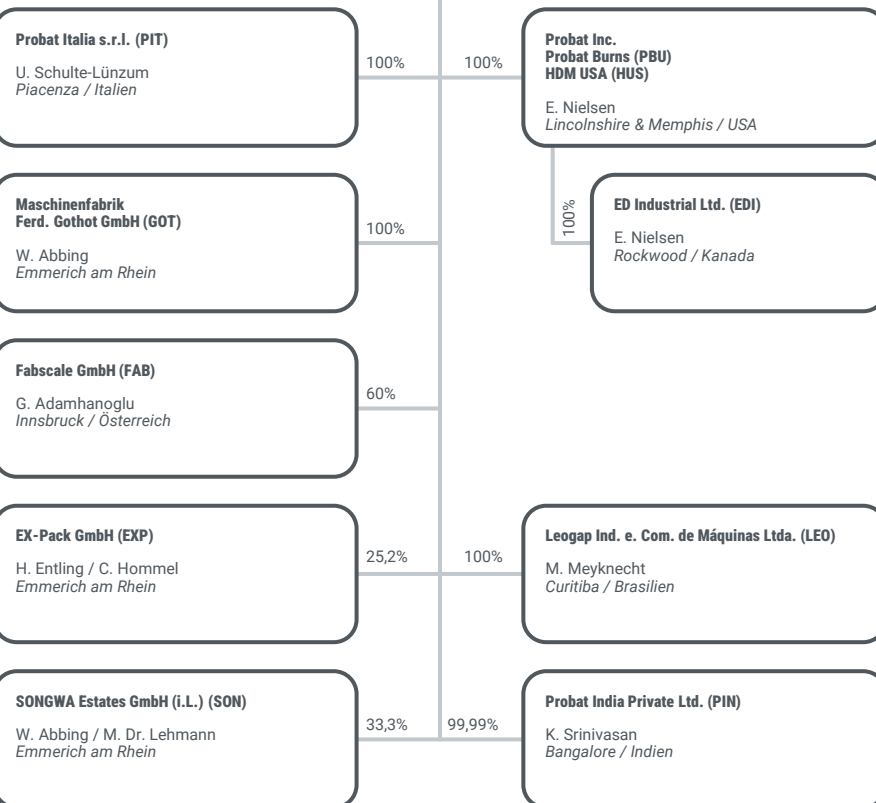 Probat Italia s.r.l. (PIT)
U. Schulte-Lünzum
Piacenza / Italien
100%
100%
Probat Inc.
Probat Burns (PBU)
HDM USA (HUS)
E. Nielsen
Lincolnshire & Memphis / USA
Maschinenfabrik
Ferd. Gothot GmbH (GOT)
W. Abbing
Emmerich am Rhein
100%
100%
ED Industrial Ltd. (EDI)
E. Nielsen
Rockwood / Kanada
Fabscale GmbH (FAB)
G. Adamhanoglu
Innsbruck / Österreich
60%
EX-Pack GmbH (EXP)
H. Entling / C. Hommel
Emmerich am Rhein
25,2%
100%
Leogap Ind. e. Com. de Máquinas Ltda. (LEO)
M. Meyknecht
Curitiba / Brasilien
SONGWA Estates GmbH (i.L.) (SON)
W. Abbing / M. Dr. Lehmann
Emmerich am Rhein
33,3%
99,99%
Probat India Private Ltd. (PIN)
K. Srinivasan
Bangalore / Indien